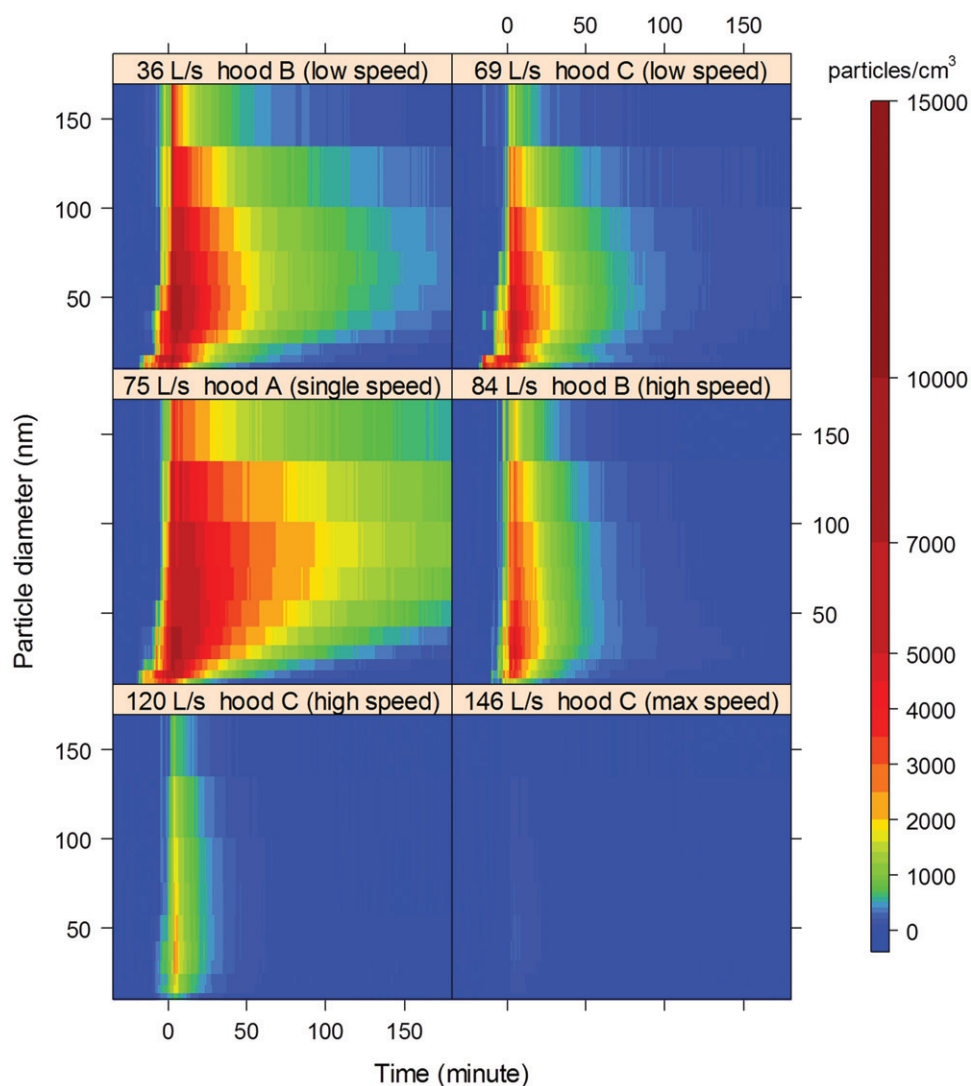 0 50 100 150
36 L/s hood B (low speed) 69 L/s hood C (low speed) particles/cm³
15000
150
100
50
10000
75 L/s hood A (single speed) 84 L/s hood B (high speed)
150
100
50
7000
5000
4000
3000
2000
1000
0
120 L/s hood C (high speed) 146 L/s hood C (max speed)
150
100
50
0 50 100 150
Particle diameter (nm)
Time (minute)